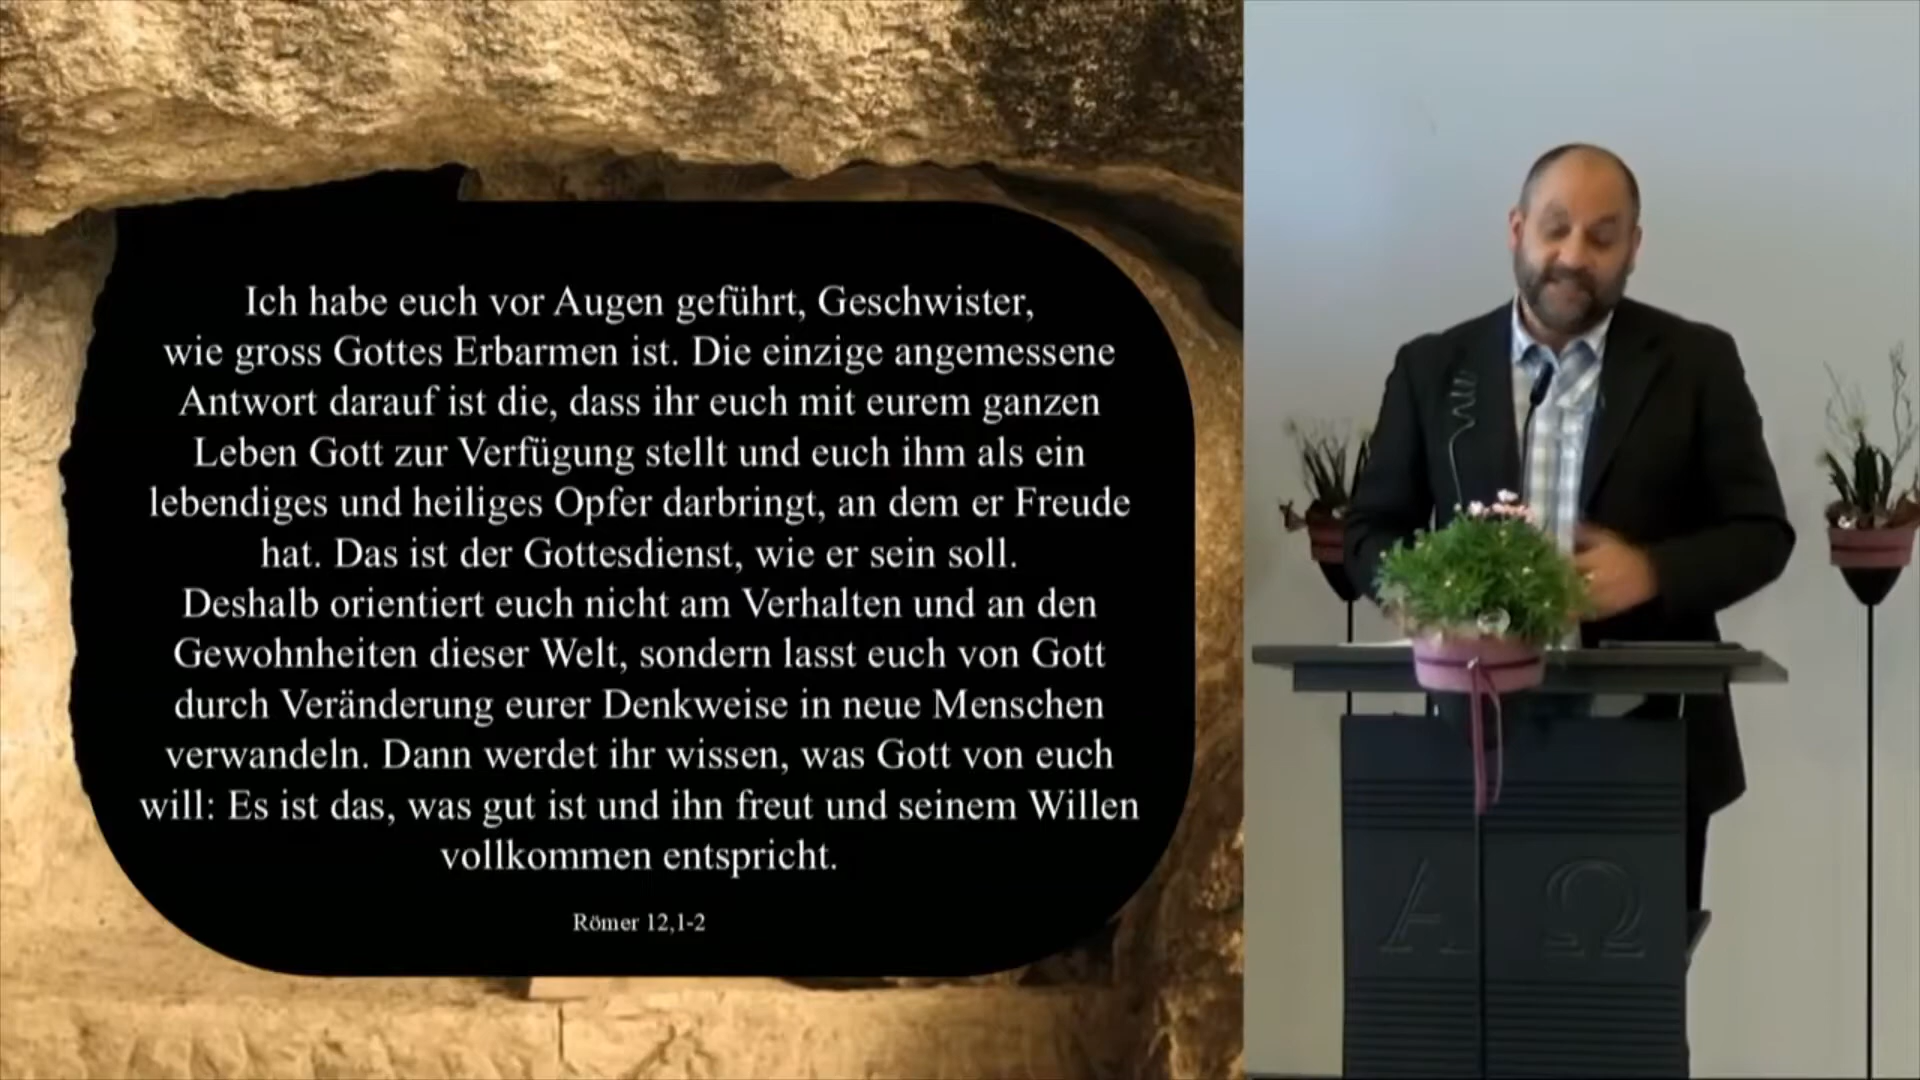 Ich habe euch vor Augen geführt, Geschwister,
wie gross Gottes Erbarmen ist. Die einzige angemessene
Antwort darauf ist die, dass ihr euch mit eurem ganzen
Leben Gott zur Verfügung stellt und euch ihm als ein
lebendiges und heiliges Opfer darbringt, an dem er Freude
hat. Das ist der Gottesdienst, wie er sein soll.
Deshalb orientiert euch nicht am Verhalten und an den
Gewohnheiten dieser Welt, sondern lasst euch von Gott
durch Veränderung eurer Denkweise in neue Menschen
verwandeln. Dann werdet ihr wissen, was Gott von euch
will: Es ist das, was gut ist und ihn freut und seinem Willen
vollkommen entspricht.
Römer 12,1-2
Α Ω